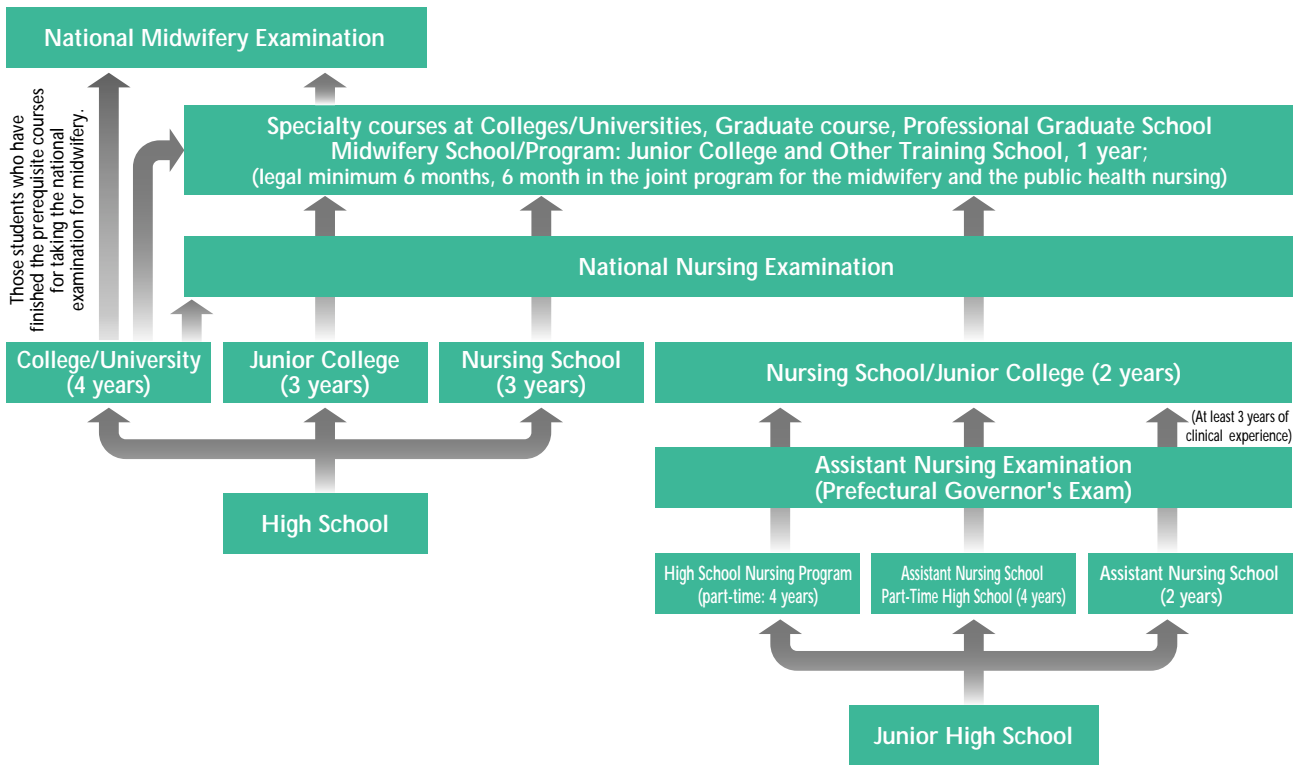 National Midwifery Examination
Those students who have
finished the prerequisite courses
for taking the national
examination for midwifery.
Specialty courses at Colleges/Universities, Graduate course, Professional Graduate School
Midwifery School/Program: Junior College and Other Training School, 1 year;
(legal minimum 6 months, 6 month in the joint program for the midwifery and the public health nursing)
National Nursing Examination
College/University
(4 years)
Junior College
(3 years)
Nursing School
(3 years)
Nursing School/Junior College (2 years)
(At least 3 years of
clinical experience)
Assistant Nursing Examination
(Prefectural Governor's Exam)
High School
High School Nursing Program
(part-time: 4 years)
Assistant Nursing School
Part-Time High School (4 years)
Assistant Nursing School
(2 years)
Junior High School